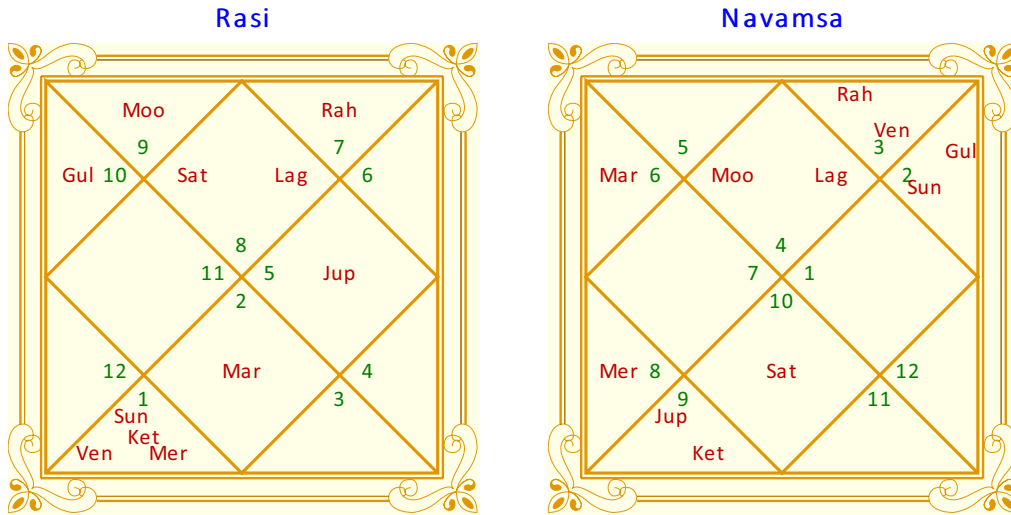 Rasi Navamsa
Moo Rah
9 7
Gul 10 Sat Lag 6
8
11 5 Jup
2
12 Mar 4
1 3
Sun
Ket
Ven Mer
Rah
Ven
5 3 Gul
Mar 6 Moo Lag 2
Sun
4
7 1
10
Mer 8 Sat 12
9 11
Jup
Ket